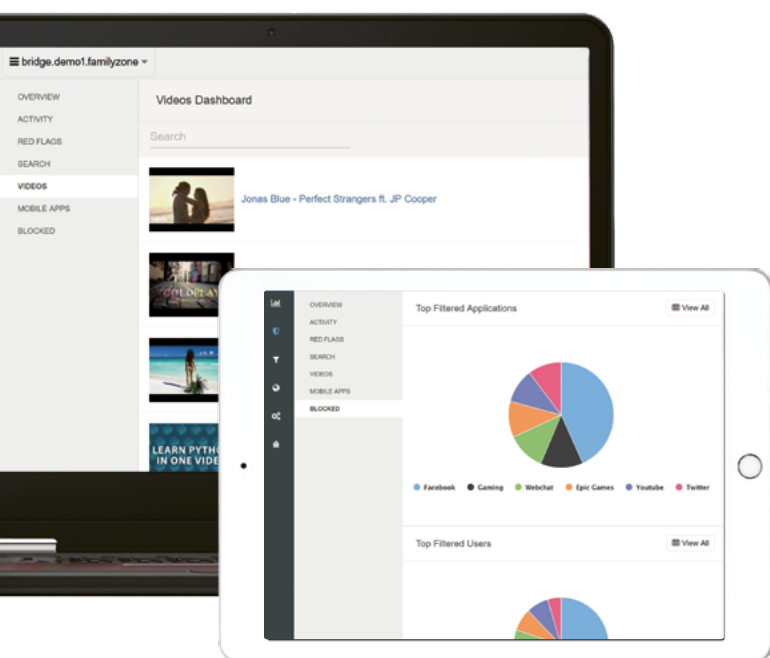 bridge.demo1.familyzone
OVERVIEW
ACTIVITY
RED FLAGS
SEARCH
VIDEOS
MOBILE APPS
BLOCKED
Videos Dashboard
Search
Jonas Blue - Perfect Strangers ft. JP Cooper
COLDPLAY
LEARN PYTH
IN ONE VIDE
OVERVIEW
ACTIVITY
RED FLAGS
SEARCH
VIDEOS
MOBILE APPS
BLOCKED
Top Filtered Applications
View All
Facebook Gaming Webchat Epic Games Youtube Twitter
Top Filtered Users
View All